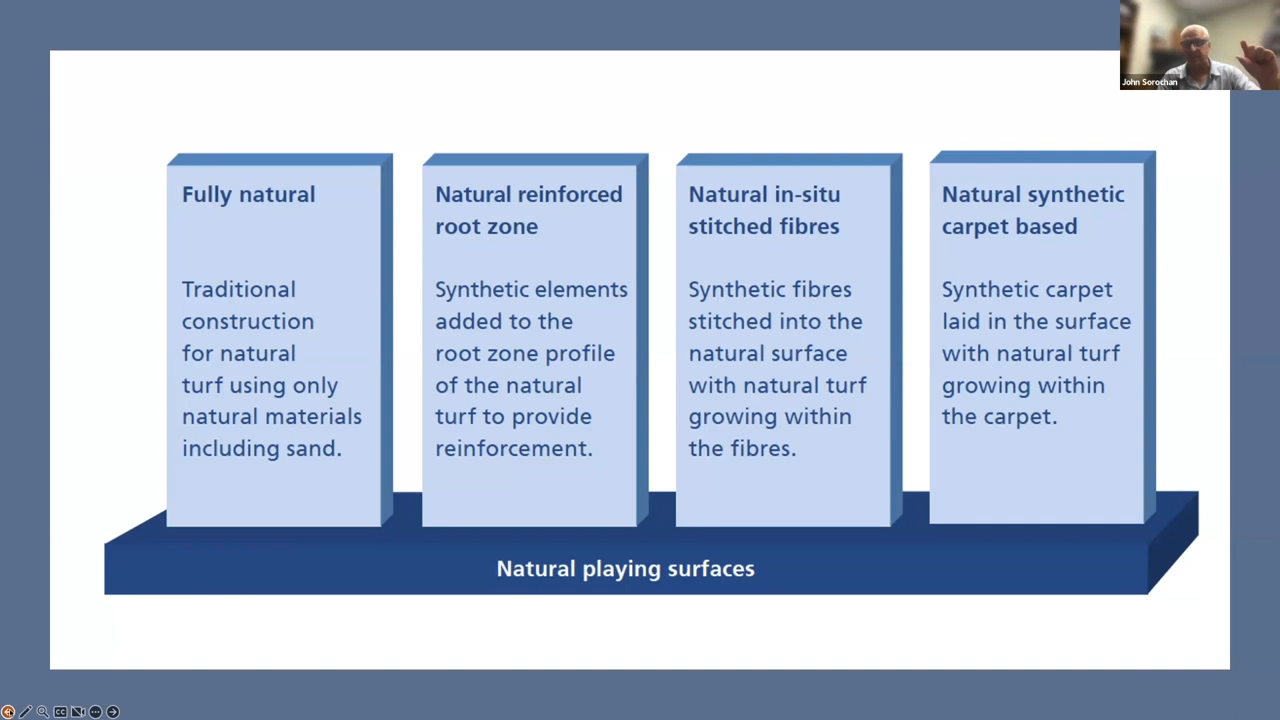 John Sorochan
Fully natural
Traditional
construction
for natural
turf using only
natural materials
including sand.
Natural reinforced
root zone
Synthetic elements
added to the
root zone profile
of the natural
turf to provide
reinforcement.
Natural in-situ
stitched fibres
Synthetic fibres
stitched into the
natural surface
with natural turf
growing within
the fibres.
Natural synthetic
carpet based
Synthetic carpet
laid in the surface
with natural turf
growing within
the carpet.
Natural playing surfaces
CC